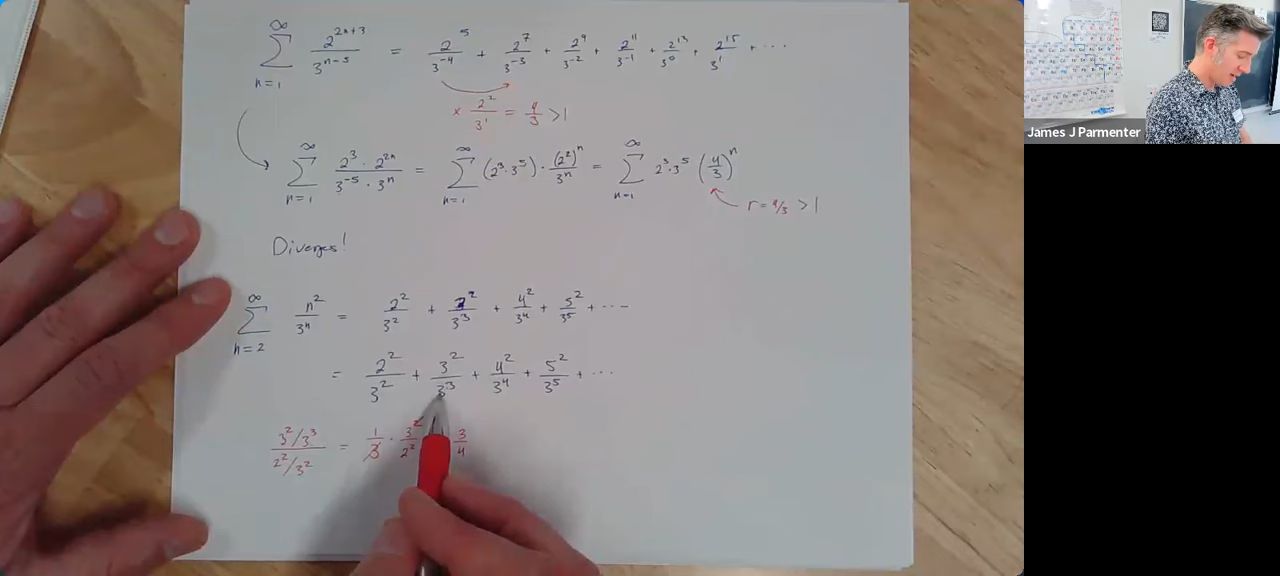 ∞
∑ 2^{2n+3} / 3^{n-5} = 2^5/3^{-4} + 2^7/3^{-3} + 2^9/3^{-2} + 2^{11}/3^{-1} + 2^{13}/3^0 + 2^{15}/3^1 + ⋯
n=1
× 2^2/3^1 = 4/3 >1
∞ ∞ ∞
∑ 2^3 · 2^{2n} / 3^{-5} · 3^n = ∑ (2^3 · 3^5) · (2^2)^n / 3^n = ∑ 2^3 · 3^5 (4/3)^n
n=1 n=1 n=1
r = 4/3 >1
Diverges!
∞
∑ n^2/3^n = 2^2/3^2 + 3^2/3^3 + 4^2/3^4 + 5^2/3^5 + ⋯
n=2
= 2^2/3^2 + 3^2/3^3 + 4^2/3^4 + 5^2/3^5 + ⋯
3^2/3^3 / 2^2/3^2 = 1/3 · 3^2/2^2 3/4
James J Parmenter